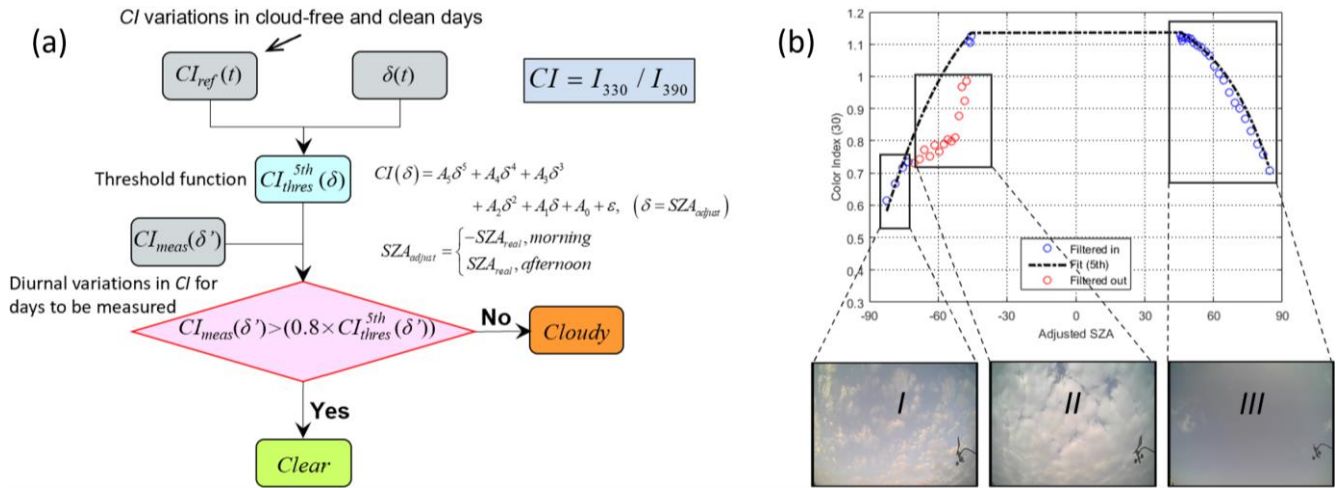 (a)
CI variations in cloud-free and clean days
CI_ref(t)
δ(t)
CI = I_330 / I_390
Threshold function
CI_thres^5th(δ)
CI(δ) = A_5δ^5 + A_4δ^4 + A_3δ^3
+ A_2δ^2 + A_1δ + A_0 + ε, (δ = SZA_adjust)
SZA_adjust = { -SZA_real, morning
SZA_real, afternoon
CI_meas(δ')
Diurnal variations in CI for
days to be measured
CI_meas(δ')>(0.8×CI_thres^5th(δ'))
No
Cloudy
Yes
Clear
(b)
1.2
1.1
1
0.9
0.8
0.7
0.6
0.5
0.4
0.3
Color Index (30)
Filtered in
Fit (5th)
Filtered out
-90 -60 -30 0 30 60 90
Adjusted SZA
I
II
III